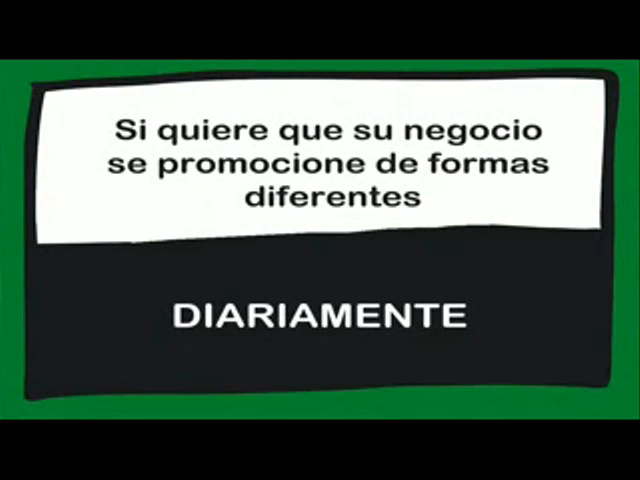 Si quiere que su negocio
se promocione de formas
diferentes
DIARIAMENTE